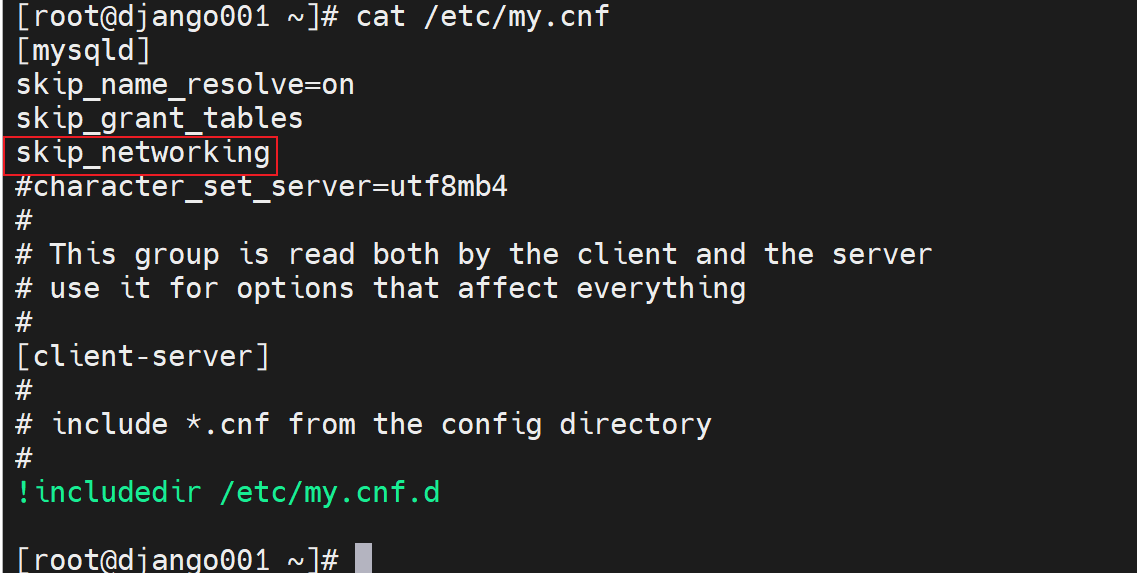 [root@django001 ~]# cat /etc/my.cnf
[mysqld]
skip_name_resolve=on
skip_grant_tables
skip_networking
#character_set_server=utf8mb4
#
# This group is read both by the client and the server
# use it for options that affect everything
#
[client-server]
#
# include *.cnf from the config directory
#
!includedir /etc/my.cnf.d
[root@django001 ~]#